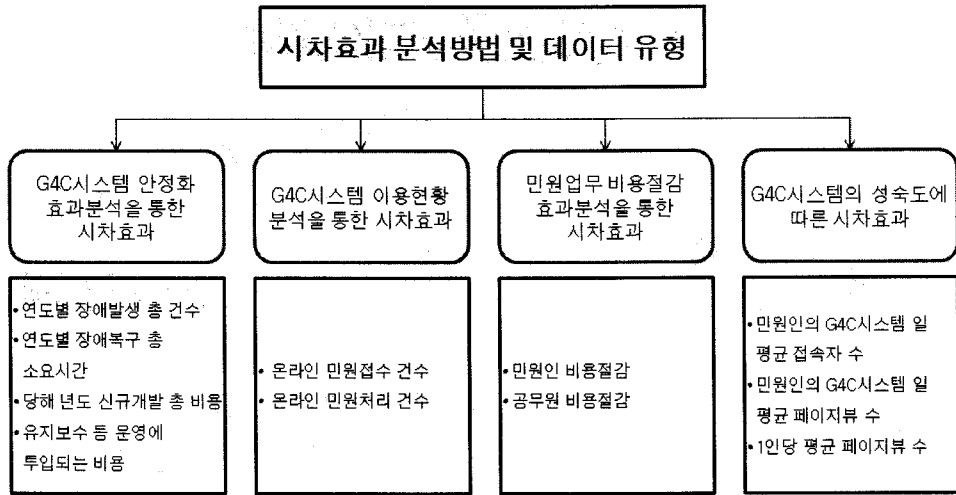 시차효과 분석방법 및 데이터 유형
G4C시스템 안정화
효과분석을 통한
시차효과
G4C시스템 이용현황
분석을 통한 시차효과
민원업무 비용절감
효과분석을 통한
시차효과
G4C시스템의 성숙도에
따른 시차효과
•연도별 장애발생 총 건수
•연도별 장애복구 총
소요시간
•당해 년도 신규개발 총 비용
•유지보수 등 운영에
투입되는 비용
• 온라인 민원접수 건수
• 온라인 민원처리 건수
•민원인 비용절감
•공무원 비용절감
•민원인의 G4C시스템 일
평균 접속자 수
•민원인의 G4C시스템 일
평균 페이지뷰 수
•1인당 평균 페이지뷰 수